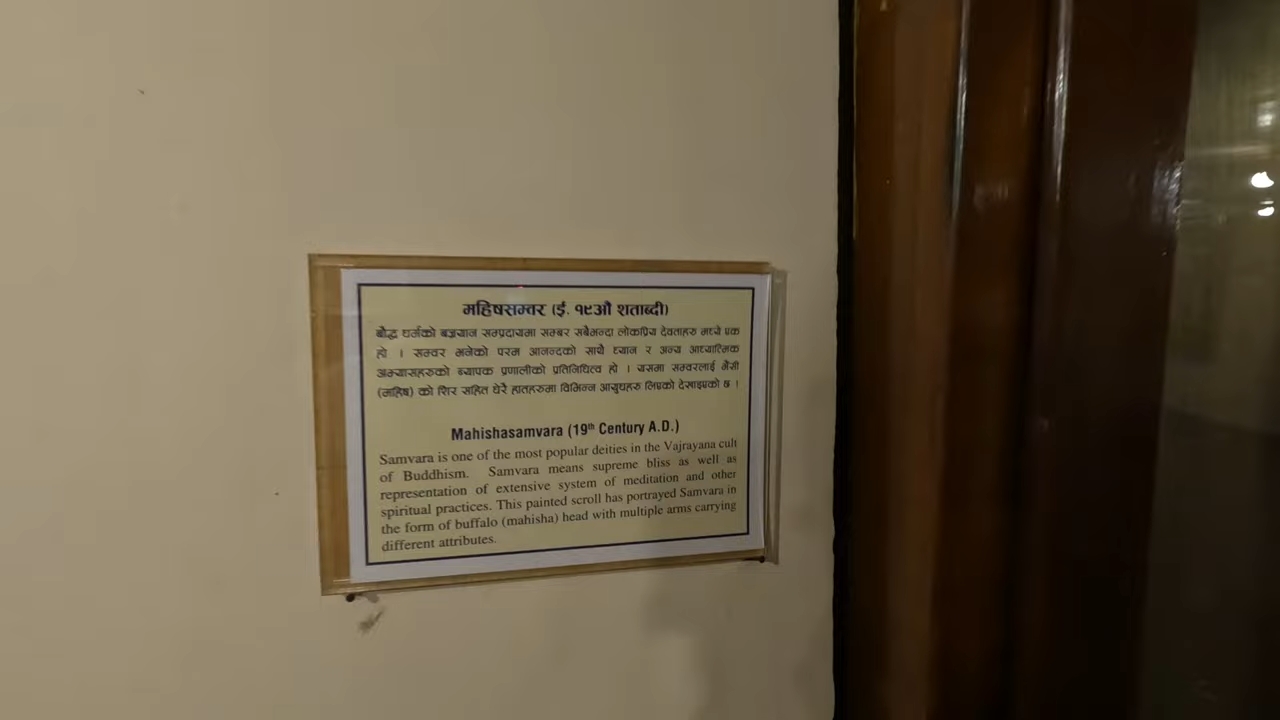 महिषसम्वर (ई. १९औ शताब्दी)
बौद्ध धर्मको बज्रयान सम्प्रदायमा सम्बर सबैभन्दा लोकप्रिय देवताहरु मध्ये एक
हो । सम्वर भनेको परम आनन्दको साथै ध्यान र अन्य आध्यात्मिक
अभ्यासहरुको व्यापक प्रणालीको प्रतिनिधित्व हो । यसमा सम्वरलाई भैंसी
(महिष) को शिर सहित धेरै हातहरुमा विभिन्न आयुधहरु लिएको देखाइएको छ ।
Mahishasamvara (19th Century A.D.)
Samvara is one of the most popular deities in the Vajrayana cult
of Buddhism. Samvara means supreme bliss as well as
representation of extensive system of meditation and other
spiritual practices. This painted scroll has portrayed Samvara in
the form of buffalo (mahisha) head with multiple arms carrying
different attributes.